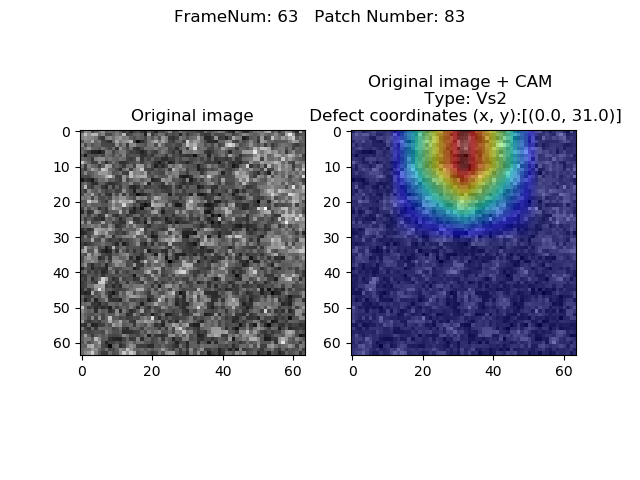 FrameNum: 63   Patch Number: 83
Original image
Original image + CAM
Type: Vs2
Defect coordinates (x, y):[(0.0, 31.0)]
0
10
20
30
40
50
60
0 20 40 60
0
10
20
30
40
50
60
0 20 40 60